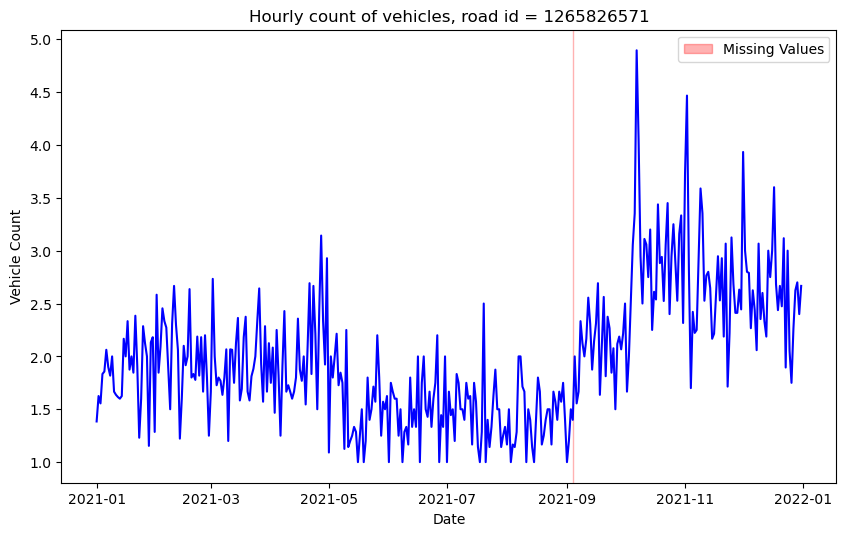 Hourly count of vehicles, road id = 1265826571
Missing Values
Vehicle Count
5.0
4.5
4.0
3.5
3.0
2.5
2.0
1.5
1.0
2021-01 2021-03 2021-05 2021-07 2021-09 2021-11 2022-01
Date